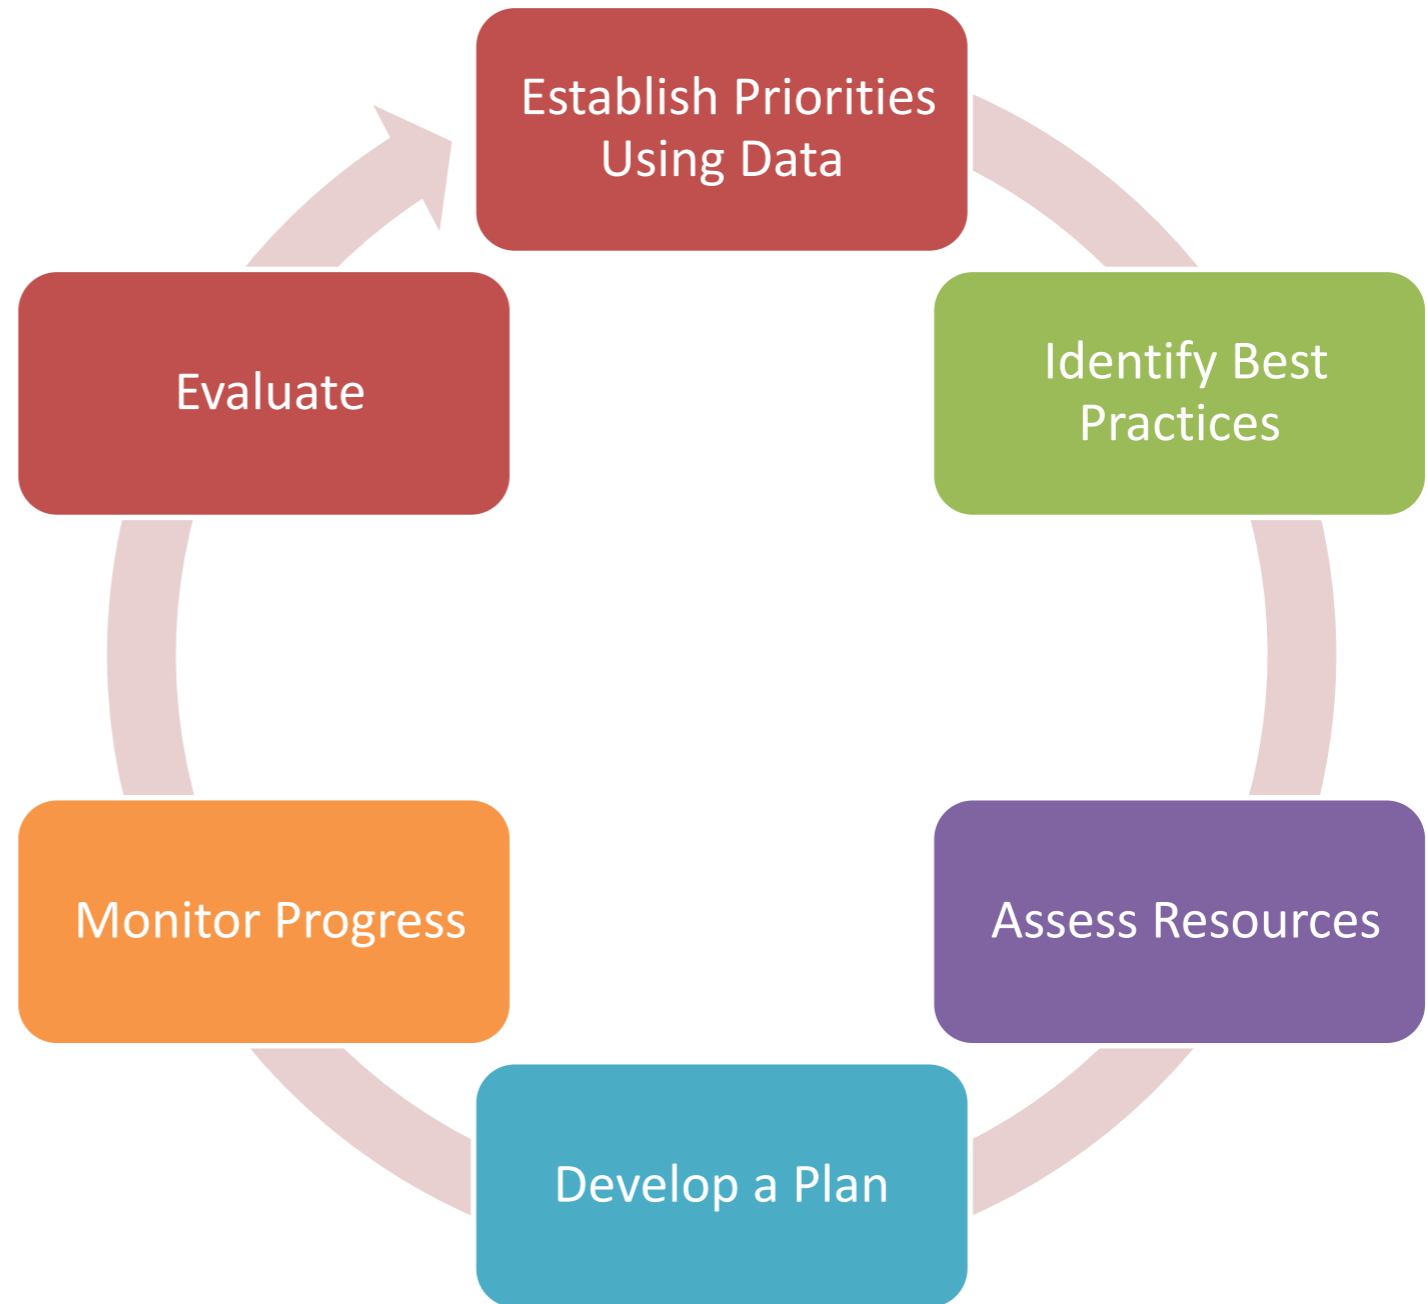 Establish Priorities
Using Data
Identify Best
Practices
Assess Resources
Develop a Plan
Monitor Progress
Evaluate